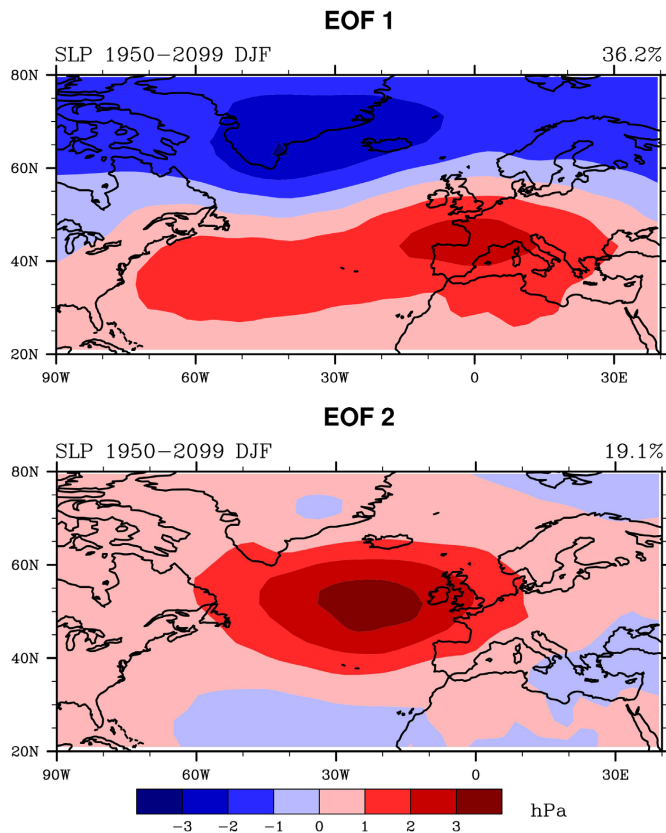 EOF 1
SLP 1950−2099 DJF 36.2%
80N
60N
40N
20N
90W 60W 30W 0 30E
EOF 2
SLP 1950−2099 DJF 19.1%
80N
60N
40N
20N
90W 60W 30W 0 30E
−3 −2 −1 0 1 2 3 hPa